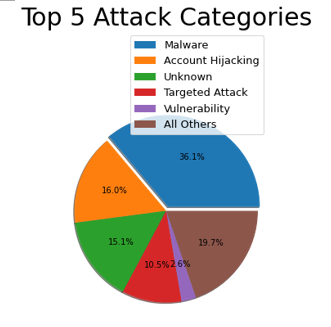 Top 5 Attack Categories
Malware
Account Hijacking
Unknown
Targeted Attack
Vulnerability
All Others
36.1%
16.0%
15.1%
10.5%
2.6%
19.7%